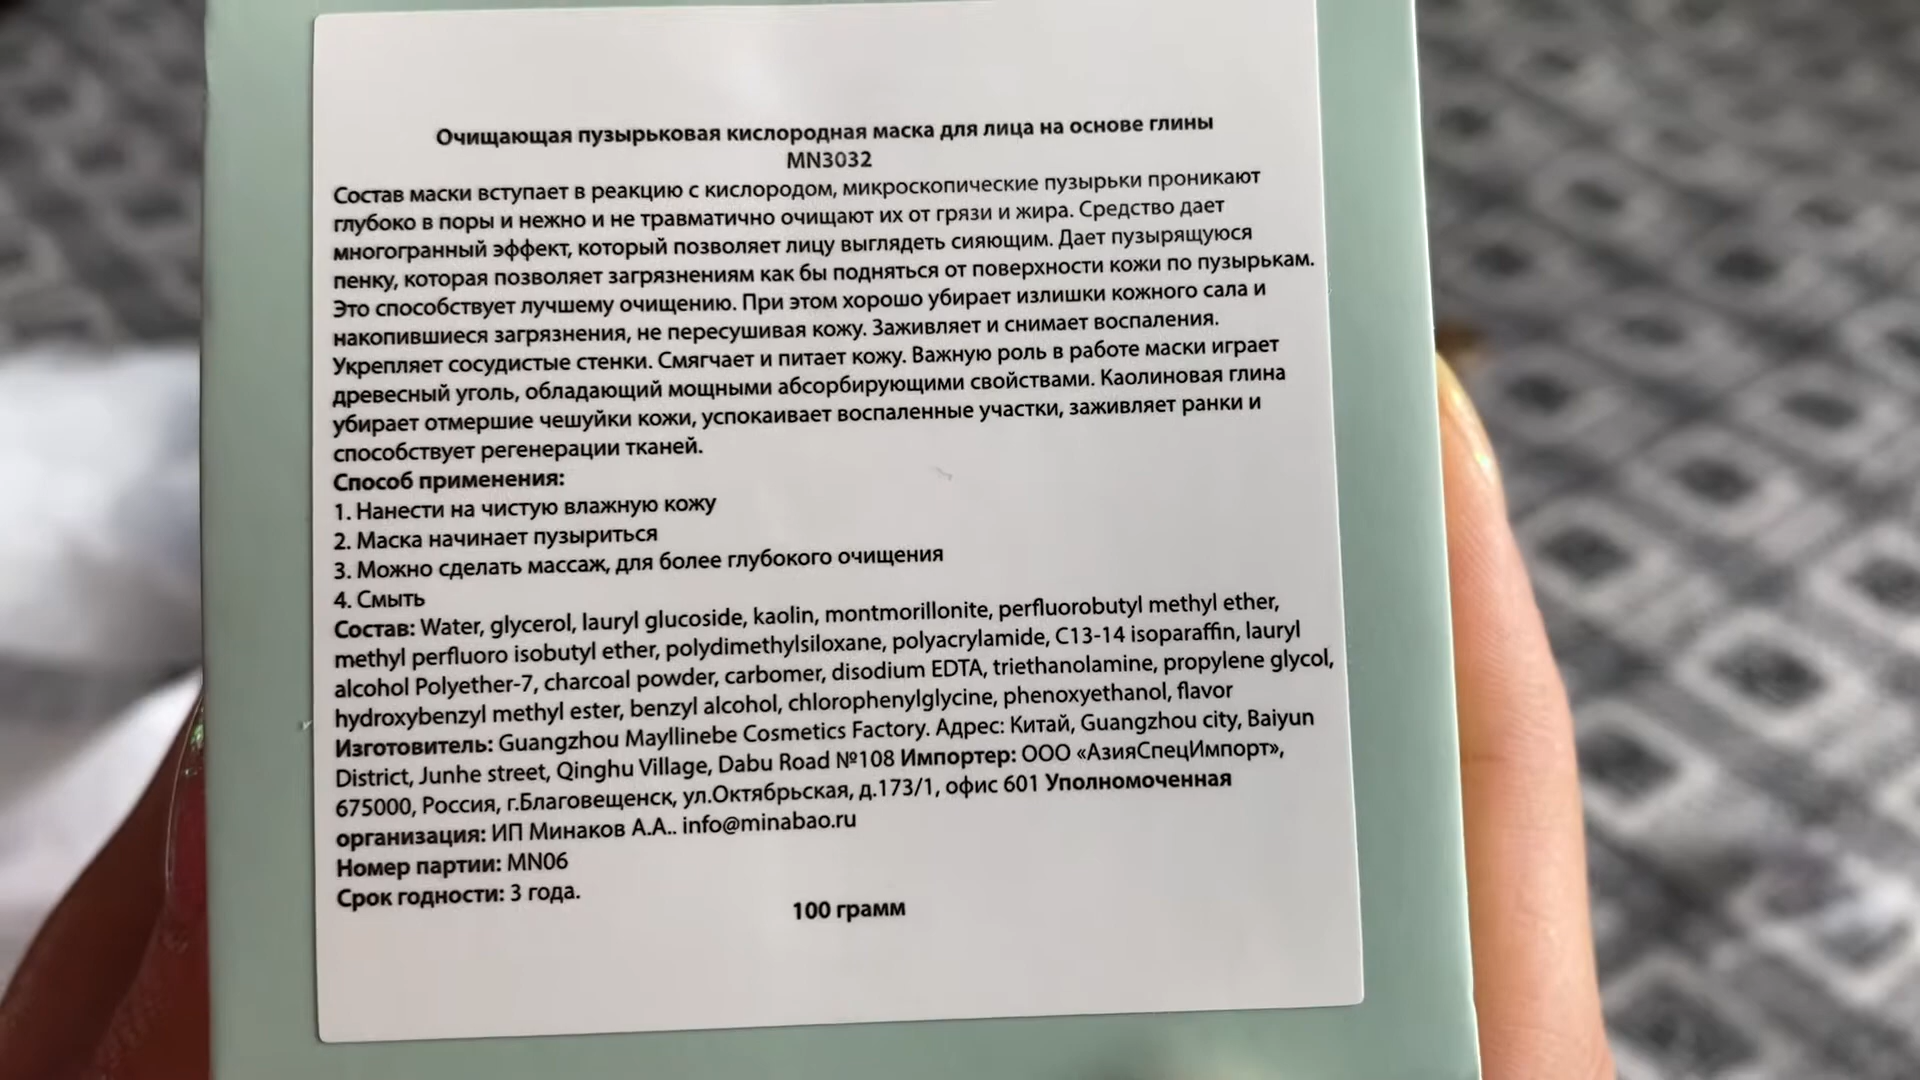 Очищающая пузырьковая кислородная маска для лица на основе глины
MN3032
Состав маски вступает в реакцию с кислородом, микроскопические пузырьки проникают
глубоко в поры и нежно и не травматично очищают их от грязи и жира. Средство дает
многогранный эффект, который позволяет лицу выглядеть сияющим. Дает пузырящуюся
пенку, которая позволяет загрязнениям как бы подняться от поверхности кожи по пузырькам.
Это способствует лучшему очищению. При этом хорошо убирает излишки кожного сала и
накопившиеся загрязнения, не пересушивая кожу. Заживляет и снимает воспаления.
Укрепляет сосудистые стенки. Смягчает и питает кожу. Важную роль в работе маски играет
древесный уголь, обладающий мощными абсорбирующими свойствами. Каолиновая глина
убирает отмершие чешуйки кожи, успокаивает воспаленные участки, заживляет ранки и
способствует регенерации тканей.
Способ применения:
1. Нанести на чистую влажную кожу
2. Маска начинает пузыриться
3. Можно сделать массаж, для более глубокого очищения
4. Смыть
Состав: Water, glycerol, lauryl glucoside, kaolin, montmorillonite, perfluorobutyl methyl ether,
methyl perfluoro isobutyl ether, polydimethylsiloxane, polyacrylamide, C13-14 isoparaffin, lauryl
alcohol Polyether-7, charcoal powder, carbomer, disodium EDTA, triethanolamine, propylene glycol,
hydroxybenzyl methyl ester, benzyl alcohol, chlorophenylglycine, phenoxyethanol, flavor
Изготовитель: Guangzhou Mayllinebe Cosmetics Factory. Адрес: Китай, Guangzhou city, Baiyun
District, Junhe street, Qinghu Village, Dabu Road №108 Импортер: ООО «АзияСпецИмпорт»,
675000, Россия, г.Благовещенск, ул.Октябрьская, д.173/1, офис 601 Уполномоченная
организация: ИП Минаков А.А.. info@minabao.ru
Номер партии: MN06
Срок годности: 3 года.
100 грамм